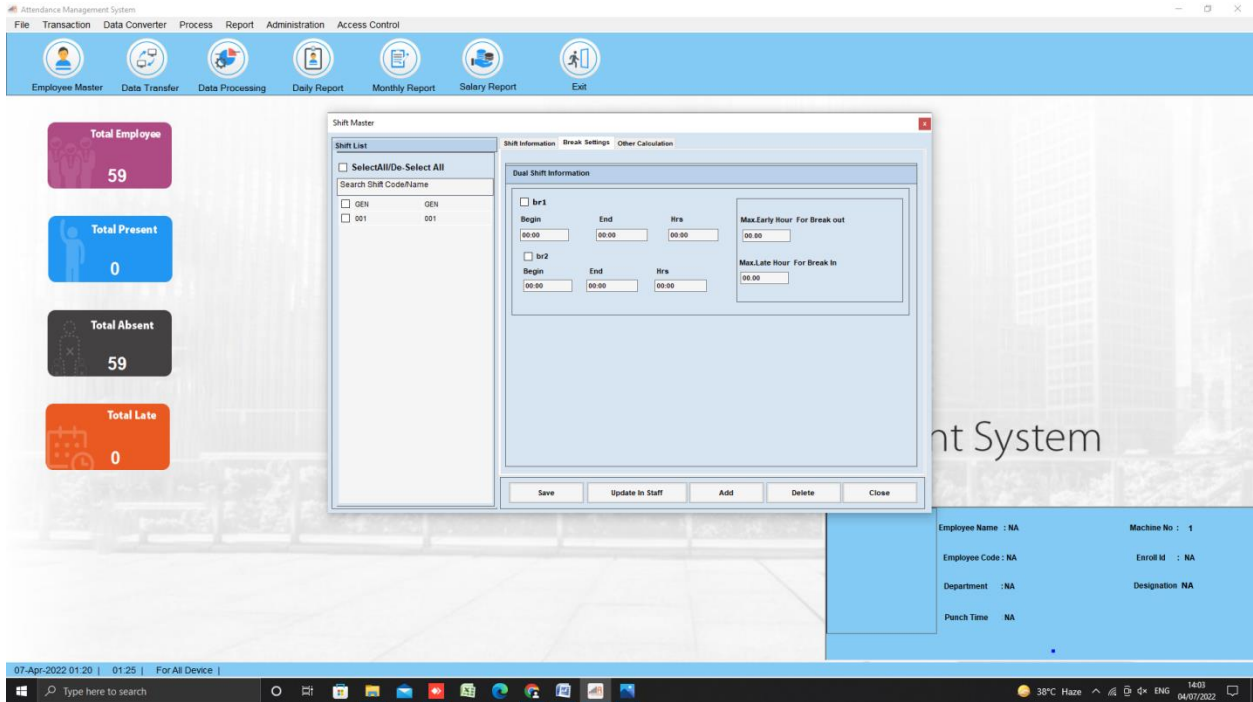 Attendance Management System
File Transaction Data Converter Process Report Administration Access Control
Employee Master Data Transfer Data Processing Daily Report Monthly Report Salary Report Exit
Total Employee
59
Total Present
0
Total Absent
59
Total Late
0
Shift Master
x
Shift List
SelectAll/De-Select All
Search Shift Code/Name
GEN GEN
001 001
Shift Information Break Settings Other Calculation
Dual Shift Information
br1
Begin End Hrs
00:00 00:00 00:00
br2
Begin End Hrs
00:00 00:00 00:00
Max.Early Hour For Break out
00.00
Max.Late Hour For Break In
00.00
Save Update In Staff Add Delete Close
nt System
Employee Name : NA Machine No : 1
Employee Code : NA Enroll Id : NA
Department :NA Designation NA
Punch Time NA
07-Apr-2022 01:20 | 01:25 | For All Device |
Type here to search
38°C Haze ENG
14:03
04/07/2022